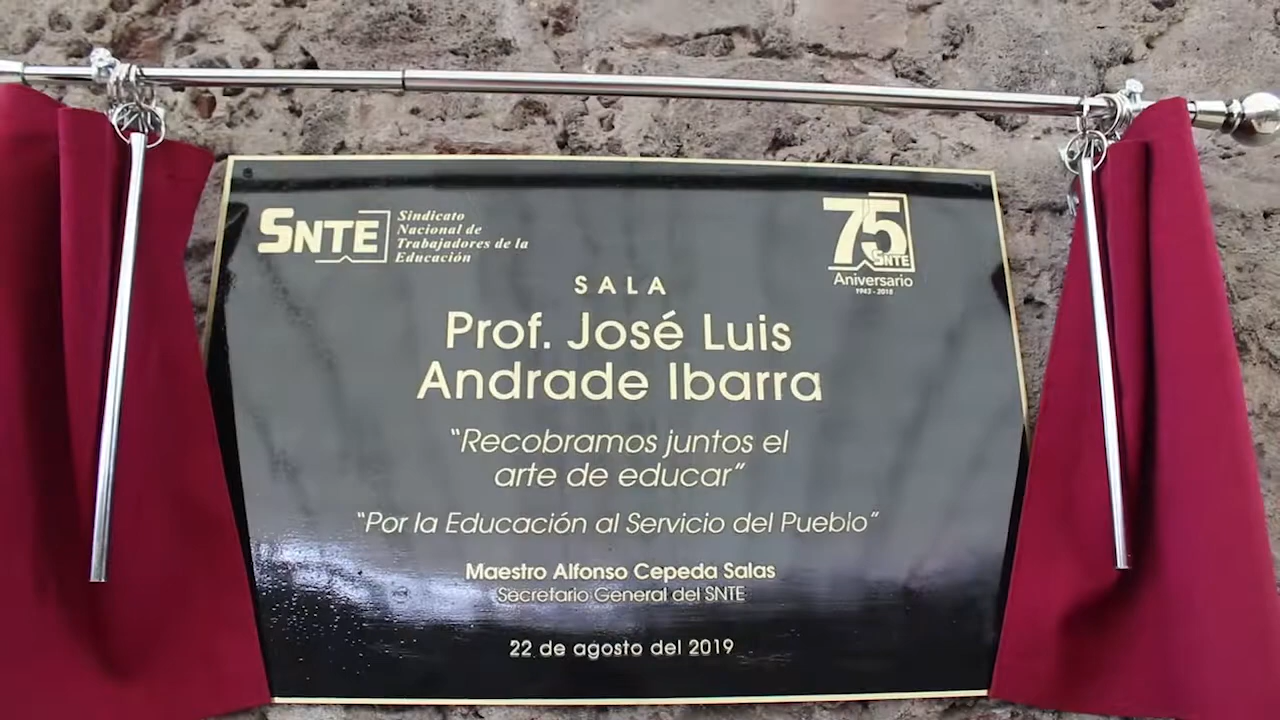 SNTE
Sindicato
Nacional de
Trabajadores de la
Educación
75
SNTE
Aniversario
1943 - 2018
SALA
Prof. José Luis
Andrade Ibarra
"Recobramos juntos el
arte de educar"
"Por la Educación al Servicio del Pueblo"
Maestro Alfonso Cepeda Salas
Secretario General del SNTE
22 de agosto del 2019